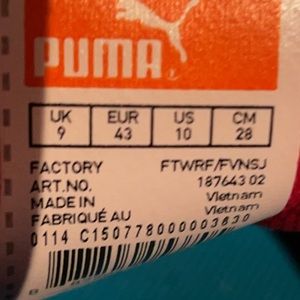 PUMA
UK EUR US CM
9 43 10 28
FACTORY FTWRF/FVNSJ
ART.NO. 187643 02
MADE IN Vietnam
FABRIQUÉ AU Vietnam
0114 C1507780000003830